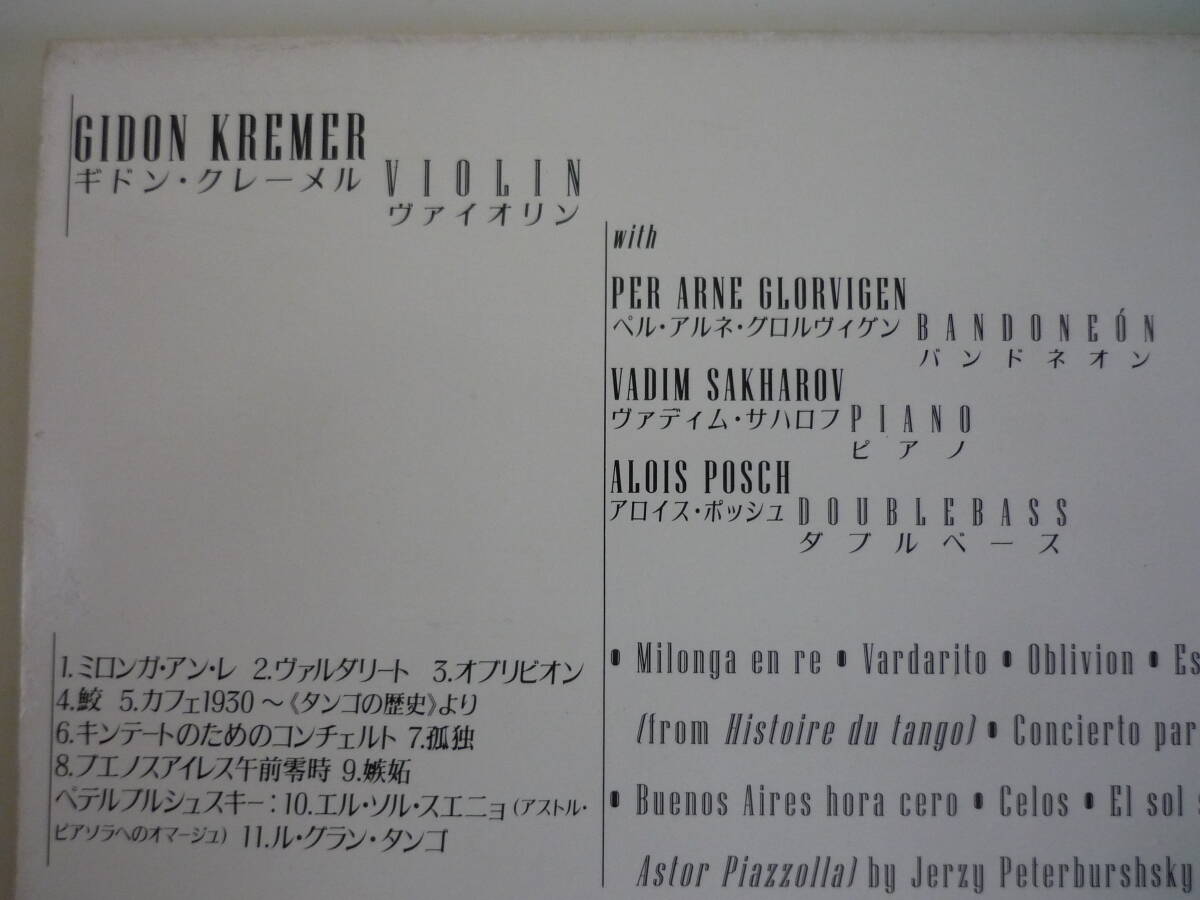 GIDON KREMER
ギドン・クレーメル
VIOLIN
ヴァイオリン
with
PER ARNE GLORVIGEN
ペル・アルネ・グロルヴィゲン
BANDONEÓN
バンドネオン
VADIM SAKHAROV
ヴァディム・サハロフ
PIANO
ピアノ
ALOIS POSCH
アロイス・ポッシュ
DOUBLEBASS
ダブルベース
1.ミロンガ・アン・レ 2.ヴァルダリート 3.オブリビオン
4.鮫 5.カフェ1930〜《タンゴの歴史》より
6.キンテートのためのコンチェルト 7.孤独
8.ブエノスアイレス午前零時 9.嫉妬
ペテルブルシュスキー：10.エル・ソル・スエニョ(アストル・
ピアソラへのオマージュ) 11.ル・グラン・タンゴ
• Milonga en re • Vardarito • Oblivion • Es
(from Histoire du tango) • Concierto par
• Buenos Aires hora cero • Celos • El sol s
Astor Piazzolla) by Jerzy Peterburshsky